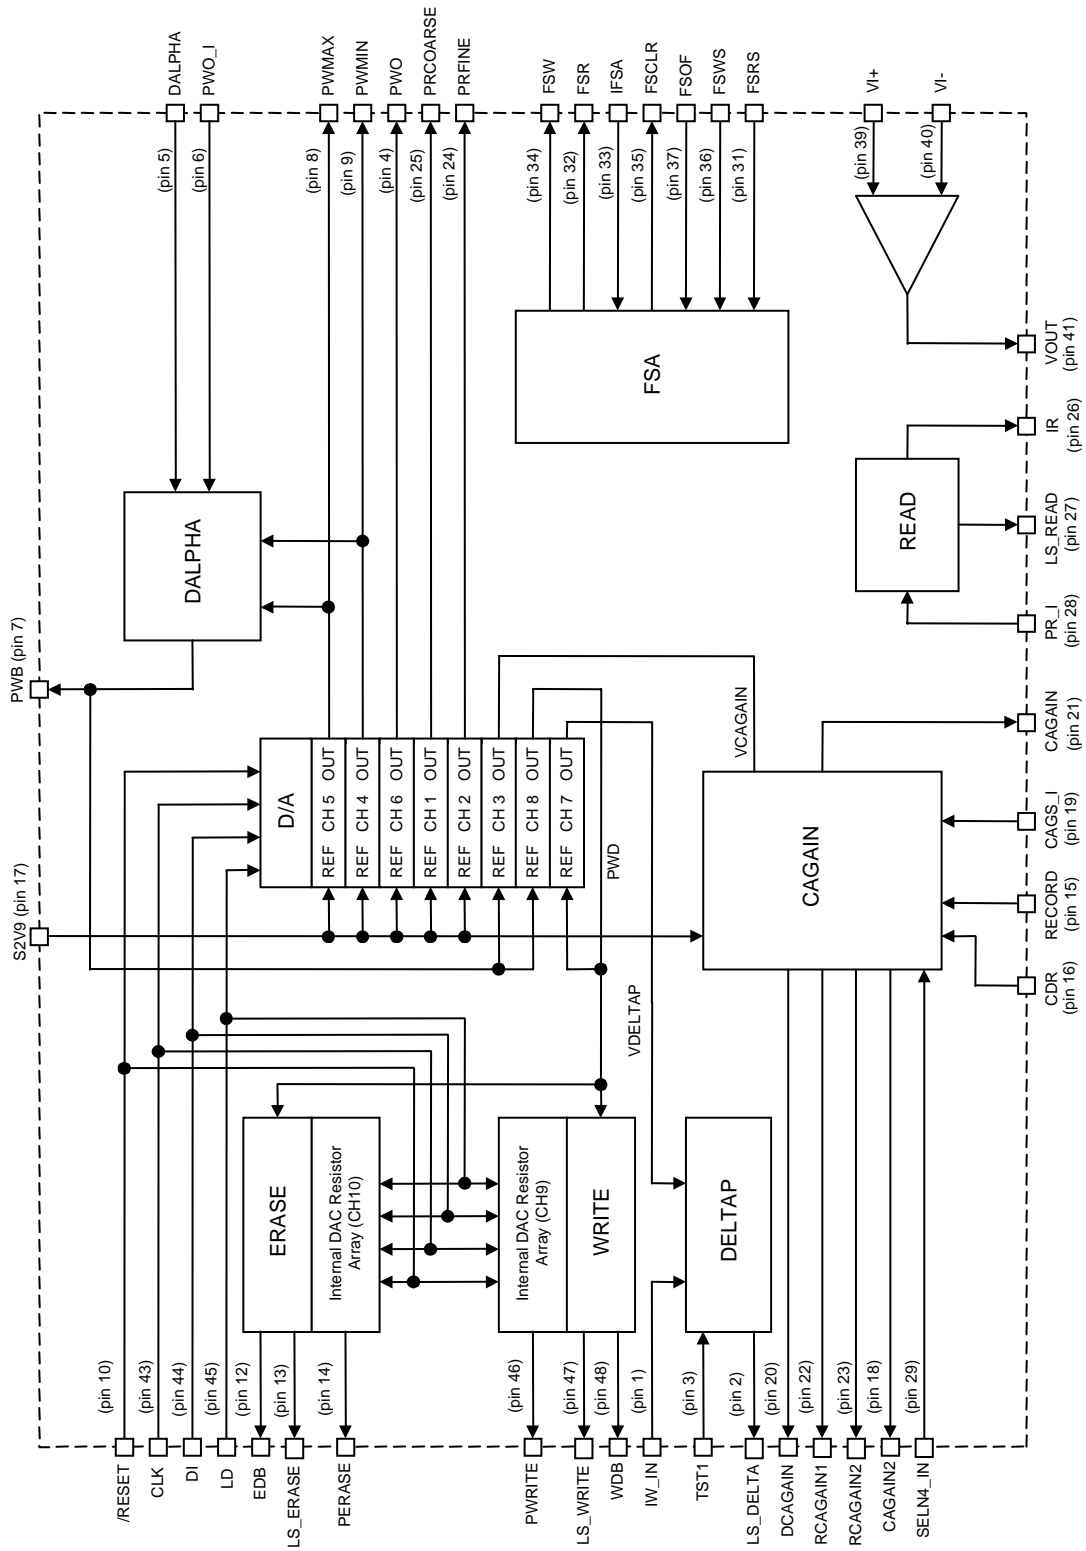 DALPHA
(pin 5)
PWO_I
(pin 6)
PWMAX
(pin 8)
PWMIN
(pin 9)
PWO
(pin 4)
PRCOARSE
(pin 25)
PRFINE
(pin 24)
FSW
(pin 34)
FSR
(pin 32)
IFSA
(pin 33)
FSCLR
(pin 35)
FSOF
(pin 37)
FSWS
(pin 36)
FSRS
(pin 31)
VI+
(pin 39)
VI-
(pin 40)
VOUT
(pin 41)
IR
(pin 26)
LS_READ
(pin 27)
PR_I
(pin 28)
CAGAIN
(pin 21)
CAGS_I
(pin 19)
RECORD
(pin 15)
CDR
(pin 16)
PWB (pin 7)
S2V9 (pin 17)
DALPHA
FSA
READ
D/A
REF CH 5 OUT
REF CH 4 OUT
REF CH 6 OUT
REF CH 1 OUT
REF CH 2 OUT
REF CH 3 OUT
REF CH 8 OUT
REF CH 7 OUT
VCAGAIN
PWD
VDELTAP
CAGAIN
ERASE
Internal DAC Resistor
Array (CH10)
Internal DAC Resistor
Array (CH9)
WRITE
DELTAP
/RESET
(pin 10)
CLK
(pin 43)
DI
(pin 44)
LD
(pin 45)
EDB
(pin 12)
LS_ERASE
(pin 13)
PERASE
(pin 14)
PWRITE
(pin 46)
LS_WRITE
(pin 47)
WDB
(pin 48)
IW_IN
(pin 1)
TST1
(pin 3)
LS_DELTA
(pin 2)
DCAGAIN
(pin 20)
RCAGAIN1
(pin 22)
RCAGAIN2
(pin 23)
CAGAIN2
(pin 18)
SELN4_IN
(pin 29)